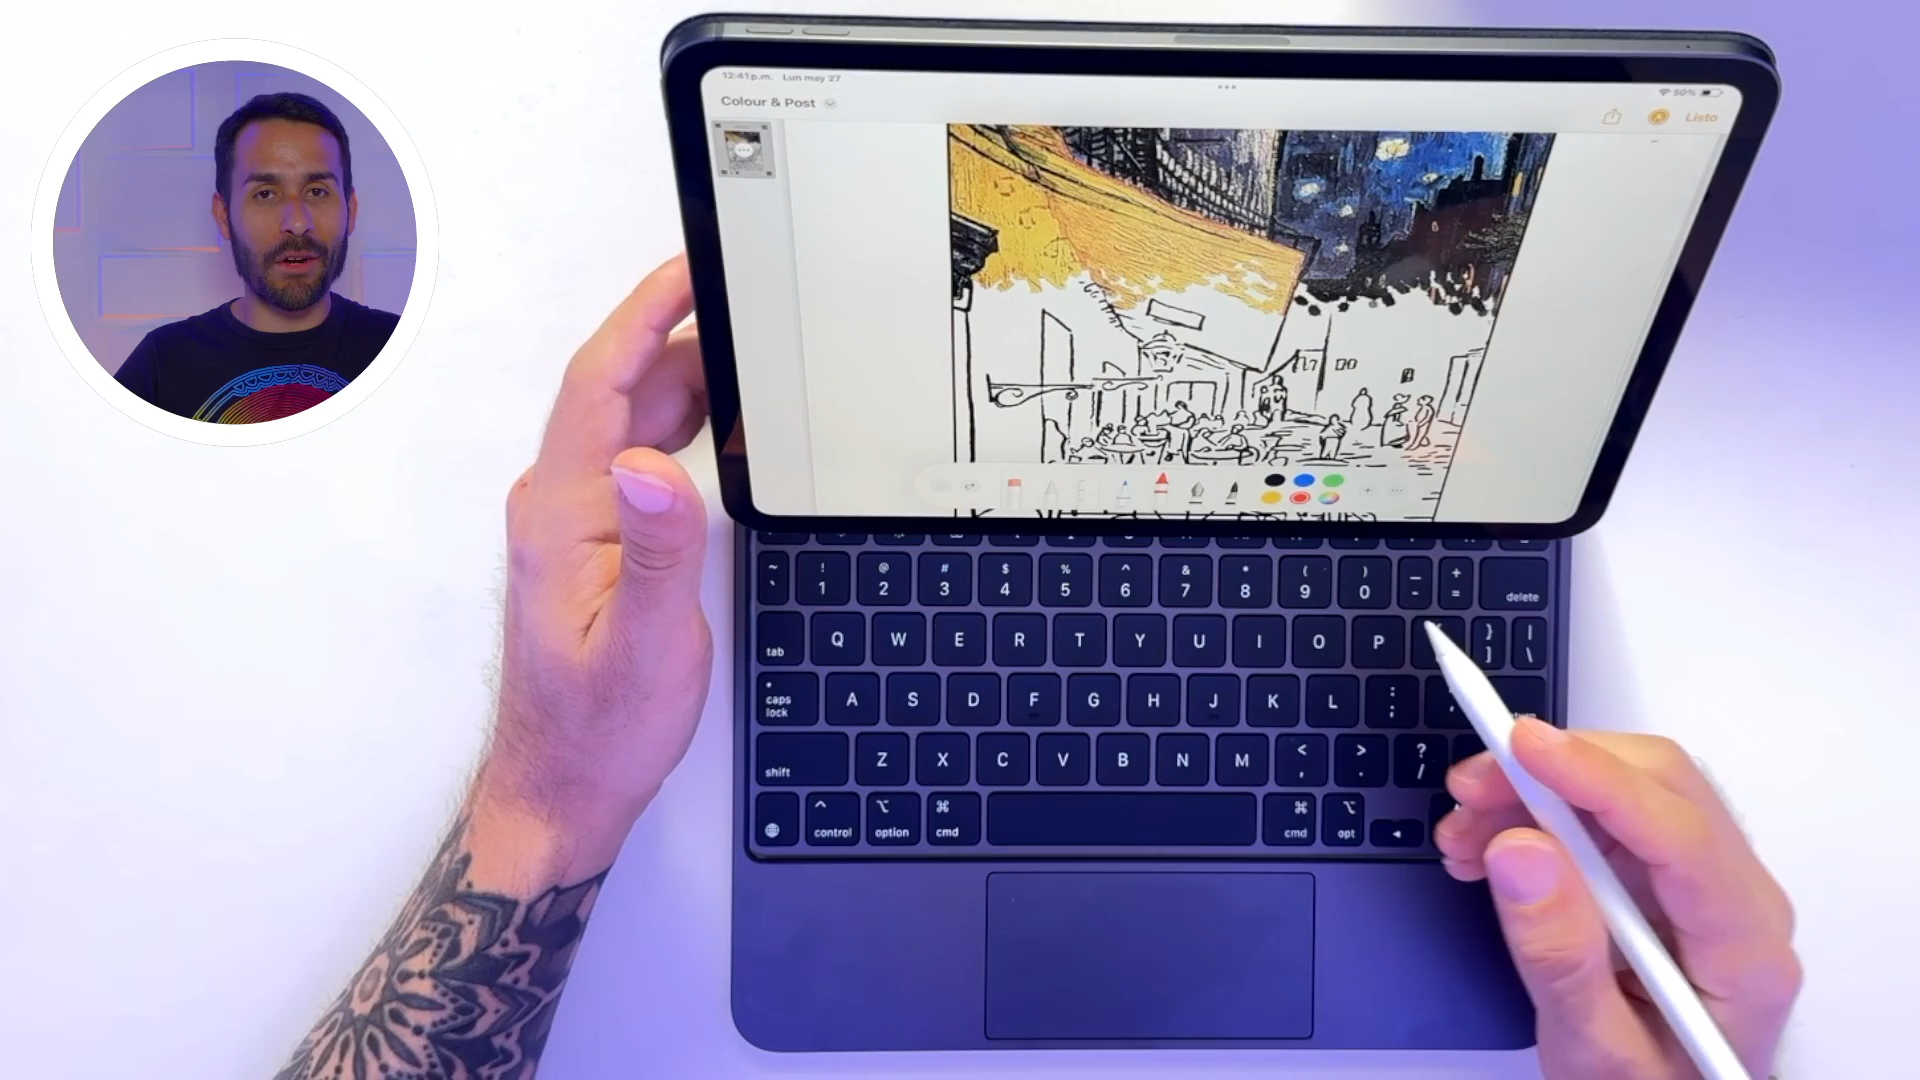 12:41 p.m. Lun may 27
50%
Colour & Post
Listo
~ ! @ # $ % ^ & * ( ) _ +
` 1 2 3 4 5 6 7 8 9 0 - = delete
tab Q W E R T Y U I O P } |
] \
caps lock A S D F G H J K L : ;
shift Z X C V B N M < , > . ? /
control option cmd cmd opt